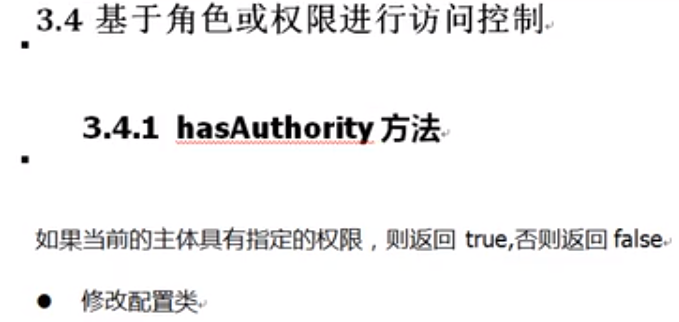 3.4 基于角色或权限进行访问控制
3.4.1 hasAuthority 方法
如果当前的主体具有指定的权限，则返回 true,否则返回 false
● 修改配置类